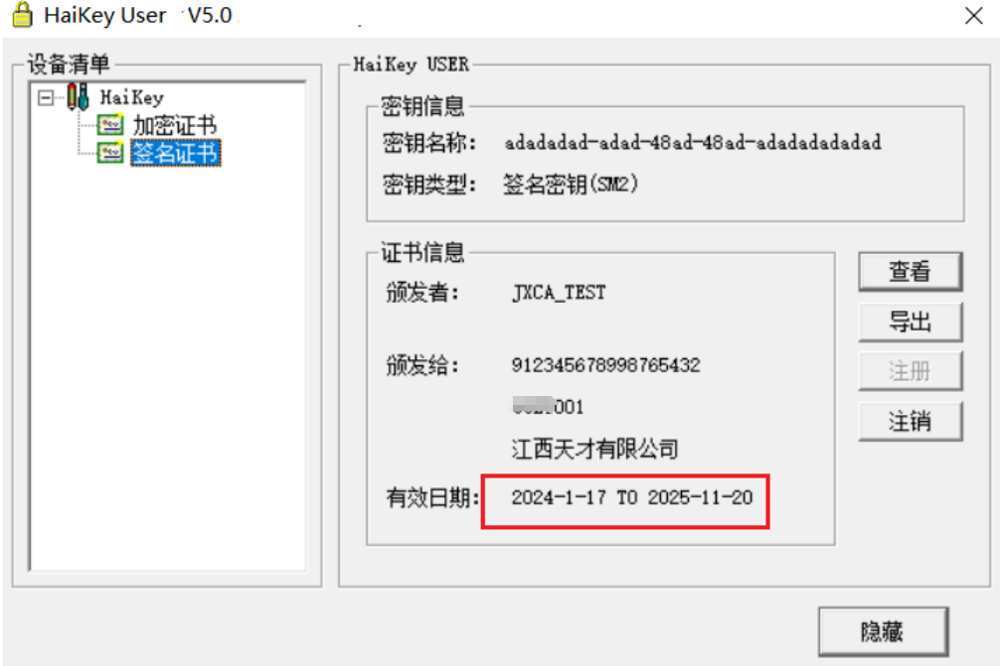 HaiKey User V5.0
设备清单
HaiKey
加密证书
签名证书
HaiKey USER
密钥信息
密钥名称: adadadad-adad-48ad-48ad-adadadadadad
密钥类型: 签名密钥(SM2)
证书信息
颁发者: JXCA_TEST
颁发给: 912345678998765432
001
江西天才有限公司
有效日期: 2024-1-17 TO 2025-11-20
查看
导出
注册
注销
隐藏